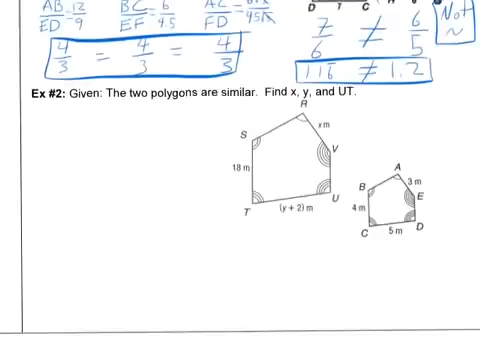 AB/ED = 12/9 BC/EF = 6/4.5 AC/FD
4/3 = 4/3 = 4/3
D T C
7/6 ≠ 6/5
Not ~
1.16 ≠ 1.2
Ex #2: Given: The two polygons are similar. Find x, y, and UT.
R
x m
S
V
18 m
A
3 m
B
E
U
4 m
T
(y + 2) m
C
5 m
D